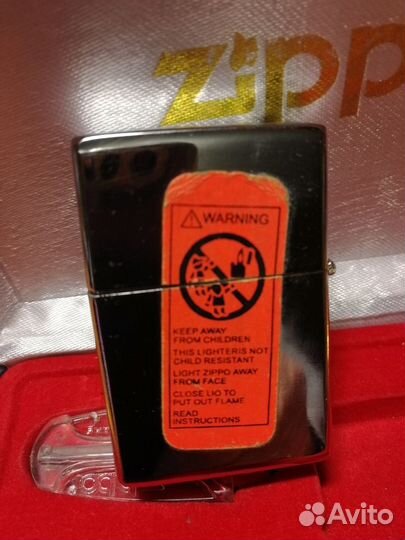 Zippo
WARNING
KEEP AWAY
FROM CHILDREN
THIS LIGHTERIS NOT
CHILD RESISTANT
LIGHT ZIPPO AWAY
FROM FACE
CLOSE LIO TO
PUT OUT FLAME
READ
INSTRUCTIONS
Avito